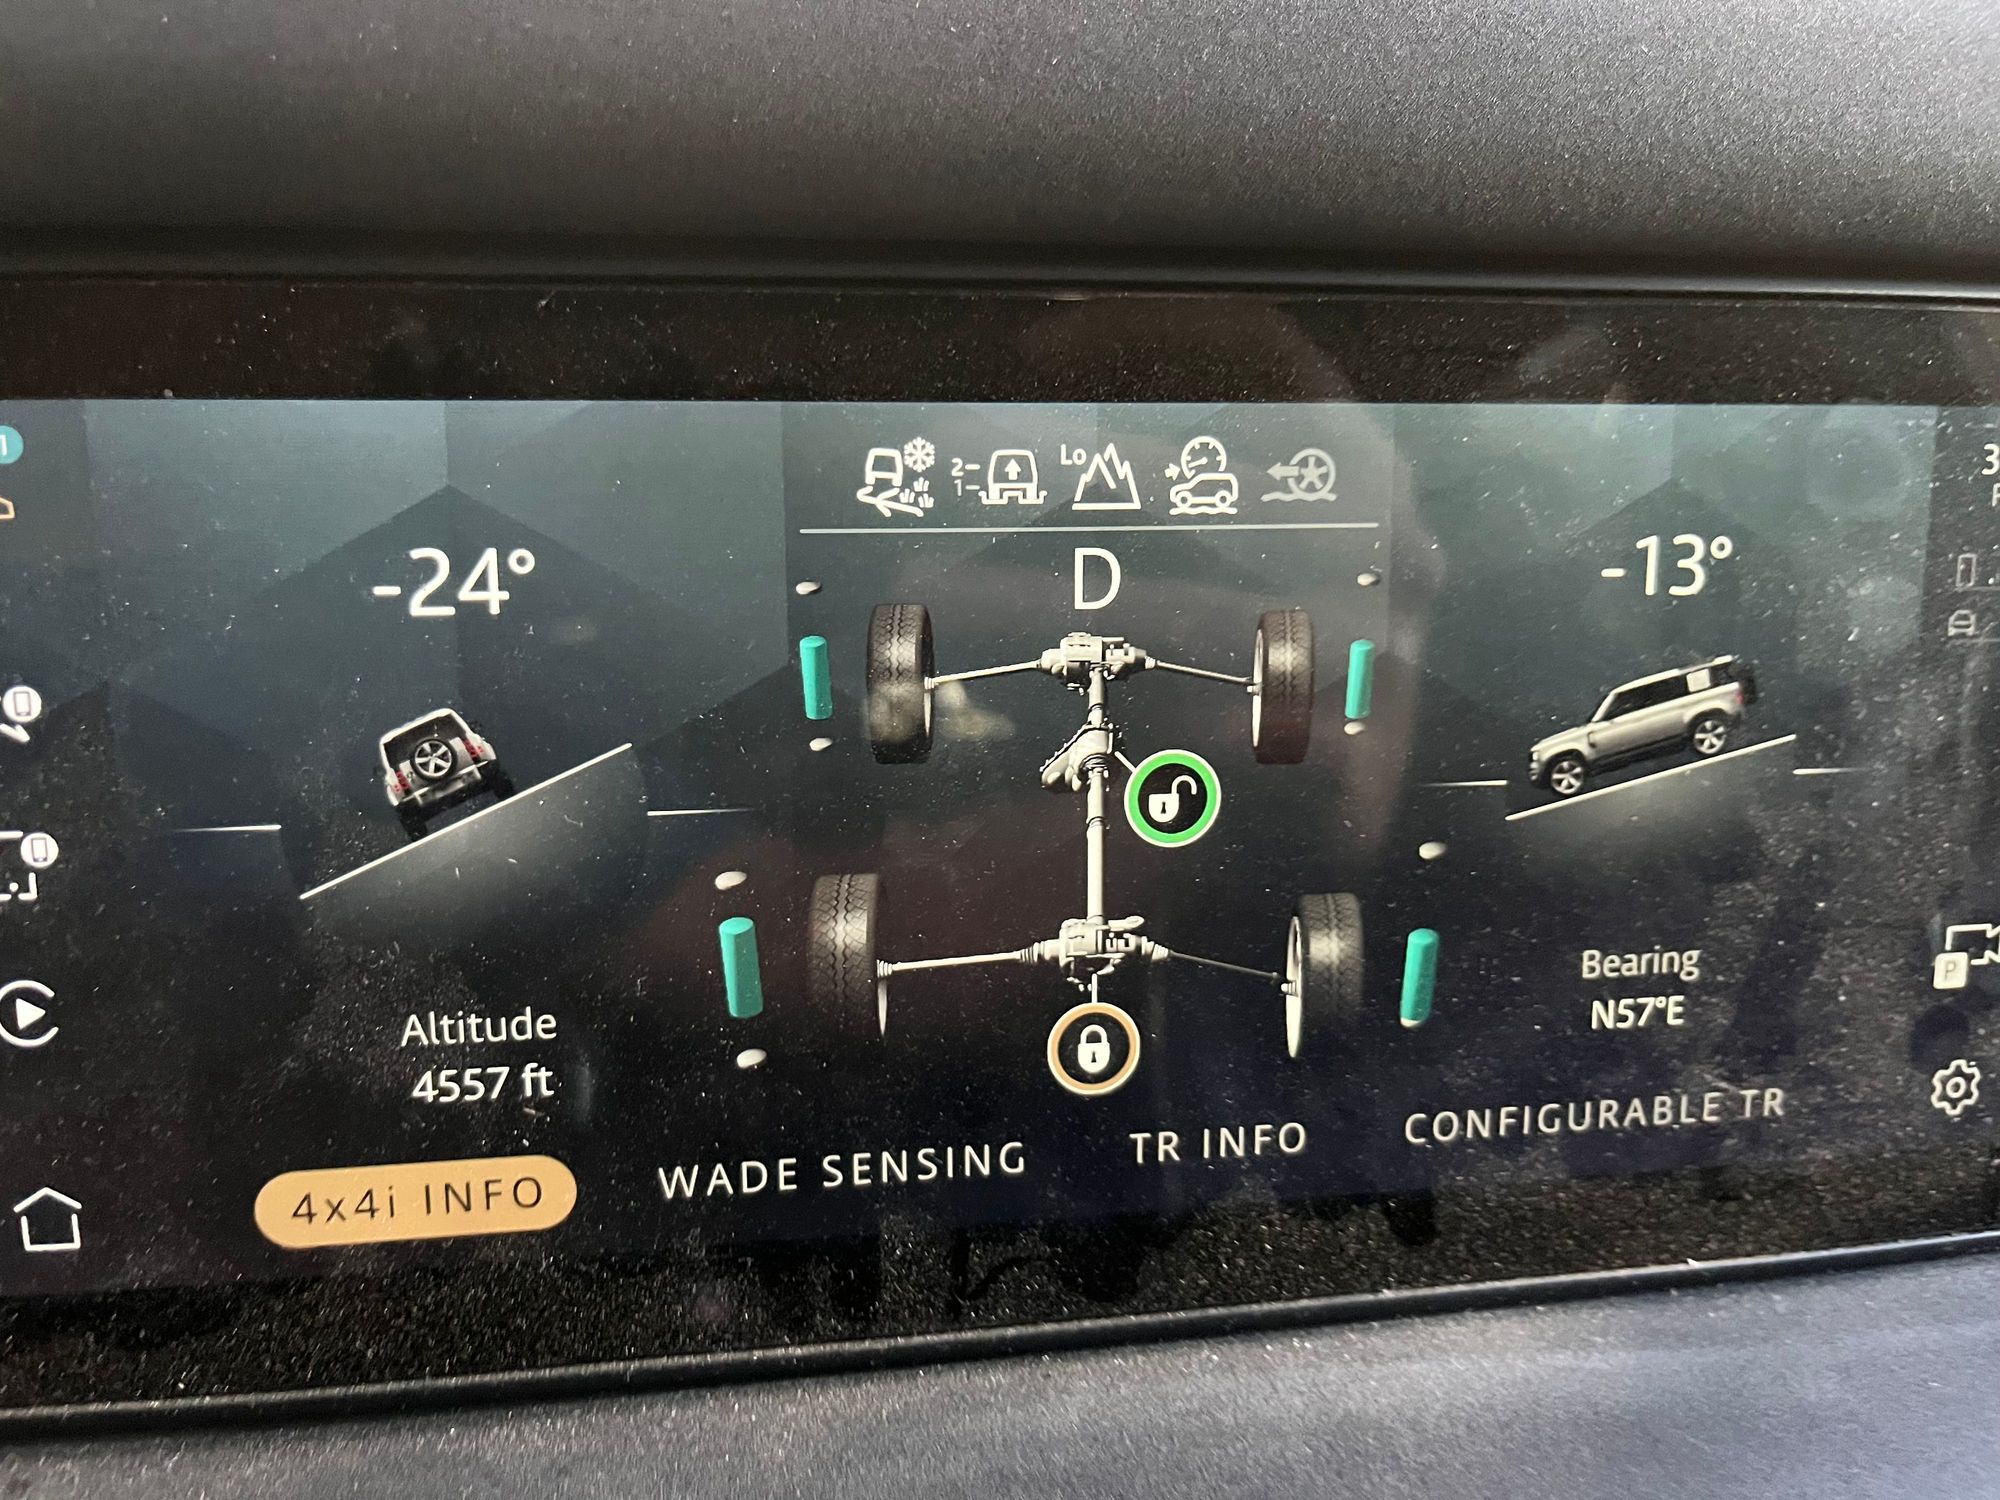 2-
1-
Lo
D
-24°
-13°
Altitude
4557 ft
Bearing
N57°E
P
4x4i INFO
WADE SENSING
TR INFO
CONFIGURABLE TR